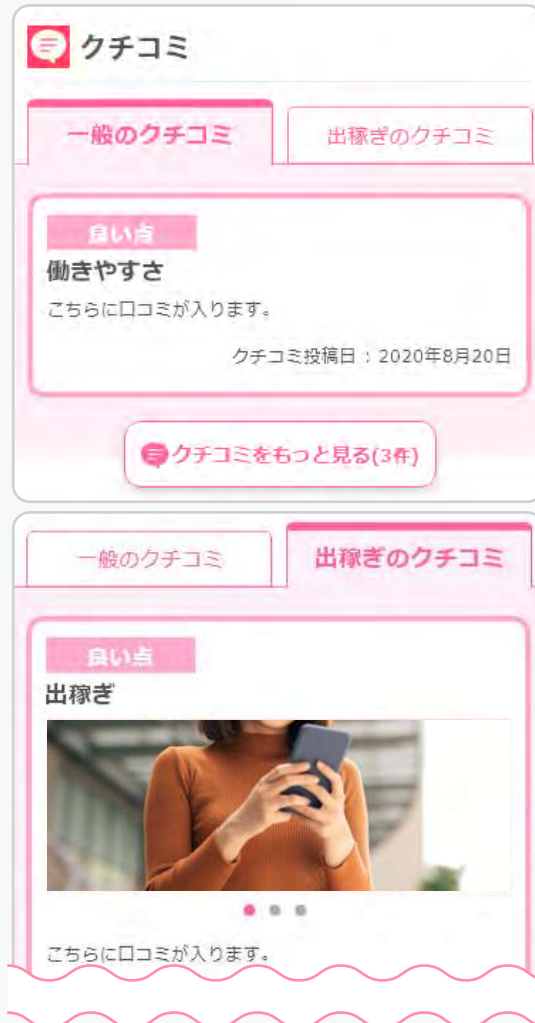 クチコミ
一般のクチコミ
出稼ぎのクチコミ
良い点
働きやすさ
こちらに口コミが入ります。
クチコミ投稿日：2020年8月20日
クチコミをもっと見る(3件)
一般のクチコミ
出稼ぎのクチコミ
良い点
出稼ぎ
こちらに口コミが入ります。